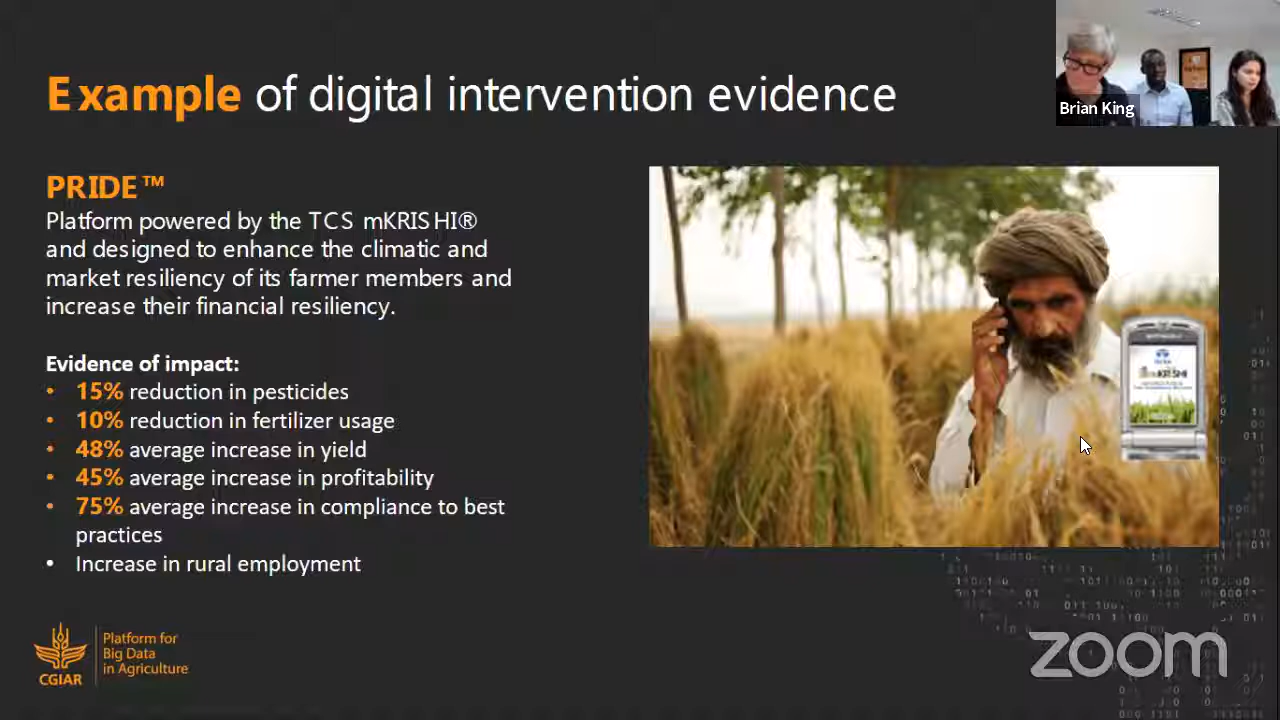 Example of digital intervention evidence
Brian King
PRIDE™
Platform powered by the TCS mKRISHI®
and designed to enhance the climatic and
market resiliency of its farmer members and
increase their financial resiliency.
Evidence of impact:
• 15% reduction in pesticides
• 10% reduction in fertilizer usage
• 48% average increase in yield
• 45% average increase in profitability
• 75% average increase in compliance to best
practices
• Increase in rural employment
mKRISHI
CGIAR
Platform for
Big Data
in Agriculture
zoom